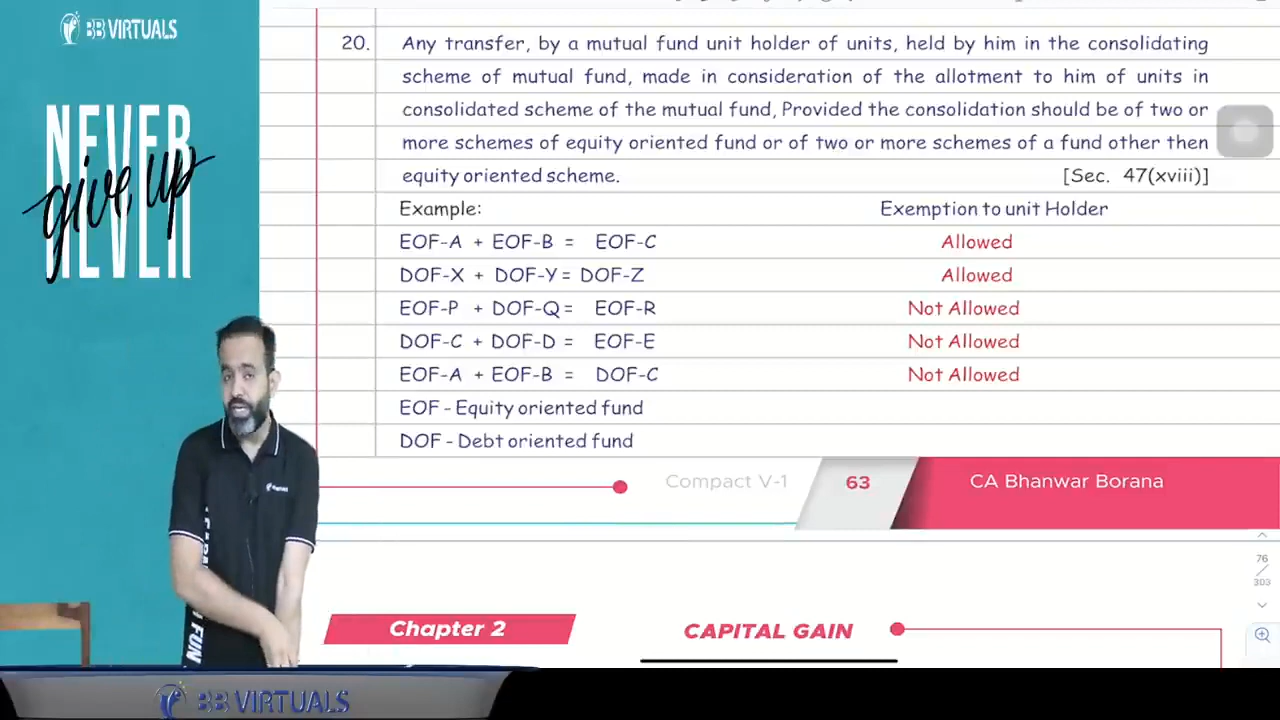 BB VIRTUALS
NEVER
give up
NEVER
20. Any transfer, by a mutual fund unit holder of units, held by him in the consolidating
scheme of mutual fund, made in consideration of the allotment to him of units in
consolidated scheme of the mutual fund, Provided the consolidation should be of two or
more schemes of equity oriented fund or of two or more schemes of a fund other then
equity oriented scheme. [Sec. 47(xviii)]
Example: Exemption to unit Holder
EOF-A + EOF-B = EOF-C Allowed
DOF-X + DOF-Y = DOF-Z Allowed
EOF-P + DOF-Q = EOF-R Not Allowed
DOF-C + DOF-D = EOF-E Not Allowed
EOF-A + EOF-B = DOF-C Not Allowed
EOF - Equity oriented fund
DOF - Debt oriented fund
Compact V-1 63 CA Bhanwar Borana
76
303
Chapter 2 CAPITAL GAIN
FUN
BB VIRTUALS